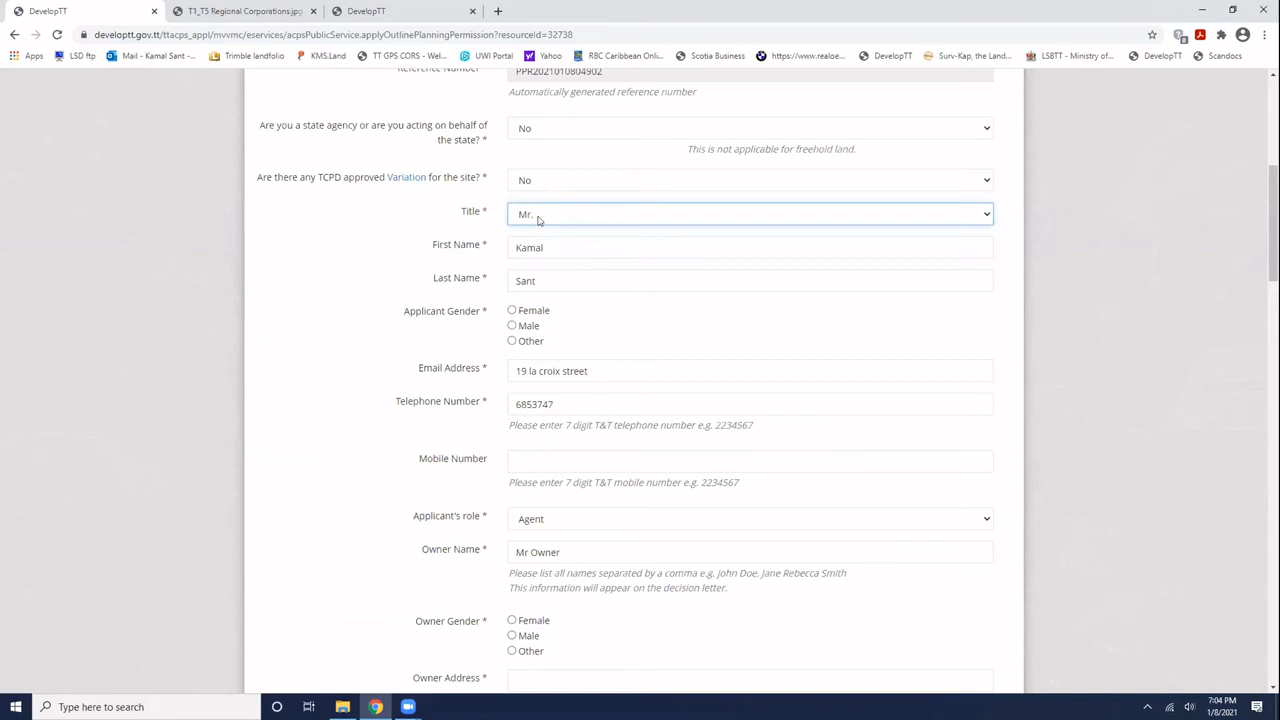 DevelopTT
T1_T5 Regional Corporations.jpg
DevelopTT
developtt.gov.tt/ttacps_appl/mvvmc/eservices/acpsPublicService.applyOutlinePlanningPermission?resourceId=32738
Apps
LSD ftp
Mail - Kamal Sant -...
Trimble landfolio
KMS.Land
TT GPS CORS - Wel...
UWI Portal
Yahoo
RBC Caribbean Onli...
Scotia Business
https://www.realoe...
DevelopTT
Surv-Kap, the Land...
LSBTT - Ministry of...
DevelopTT
Scandocs
Reference Number
PPR2021010804902
Automatically generated reference number
Are you a state agency or are you acting on behalf of
the state? *
No
This is not applicable for freehold land.
Are there any TCPD approved Variation for the site? *
No
Title *
Mr.
First Name *
Kamal
Last Name *
Sant
Applicant Gender *
Female
Male
Other
Email Address *
19 la croix street
Telephone Number *
6853747
Please enter 7 digit T&T telephone number e.g. 2234567
Mobile Number
Please enter 7 digit T&T mobile number e.g. 2234567
Applicant's role *
Agent
Owner Name *
Mr Owner
Please list all names separated by a comma e.g. john Doe, Jane Rebecca Smith
This information will appear on the decision letter.
Owner Gender *
Female
Male
Other
Owner Address *
Type here to search
7:04 PM
1/8/2021